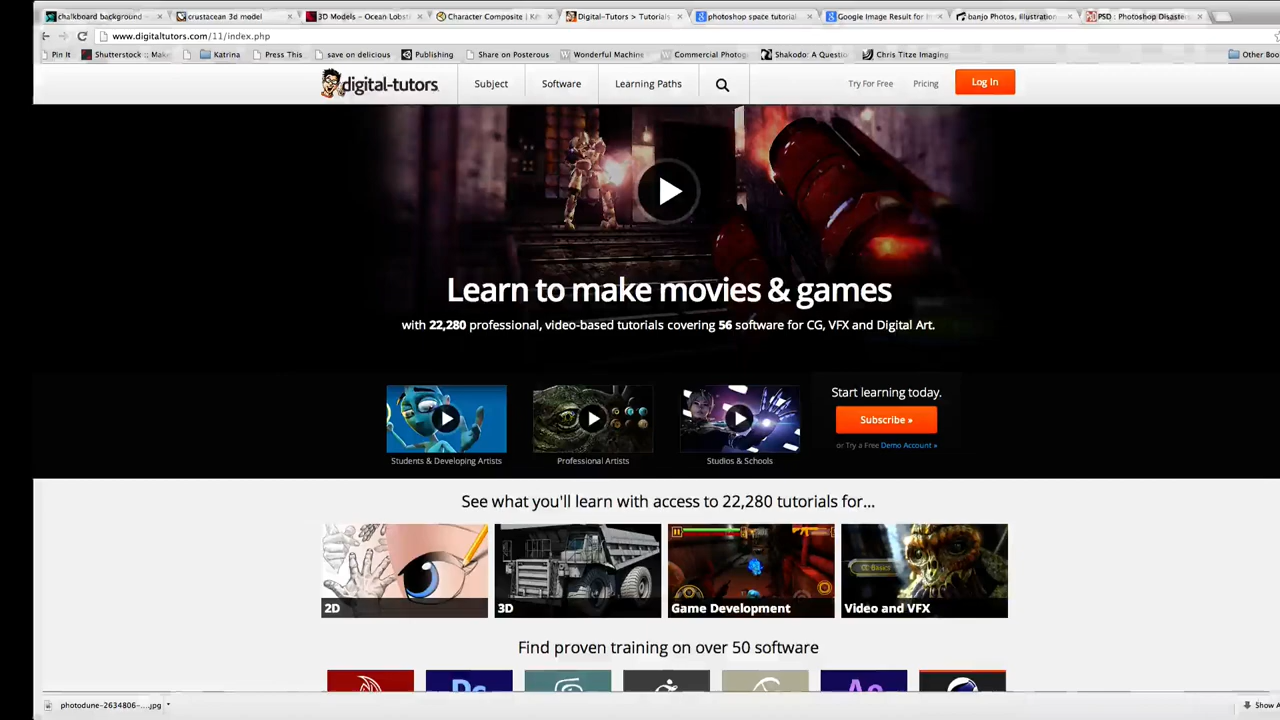 chalkboard background
crustacean 3d model
3D Models – Ocean Lobst
Character Composite | K
Digital-Tutors > Tutorials
photoshop space tutorial
Google Image Result for
banjo Photos, Illustration
PSD : Photoshop Disaster
www.digitaltutors.com/11/index.php
Pin It
Shutterstock :: Make
Katrina
Press This
save on delicious
Publishing
Share on Posterous
Wonderful Machine
Commercial Photog
Shakodo: A Questio
Chris Titze Imaging
Other Boo
digital-tutors
Subject
Software
Learning Paths
Try For Free
Pricing
Log In
Learn to make movies & games
with 22,280 professional, video-based tutorials covering 56 software for CG, VFX and Digital Art.
Start learning today.
Subscribe »
or Try a Free Demo Account »
Students & Developing Artists
Professional Artists
Studios & Schools
See what you'll learn with access to 22,280 tutorials for...
2D
3D
Game Development
Video and VFX
Find proven training on over 50 software
Ps
Ae
photodune-2634806-....jpg
Show A